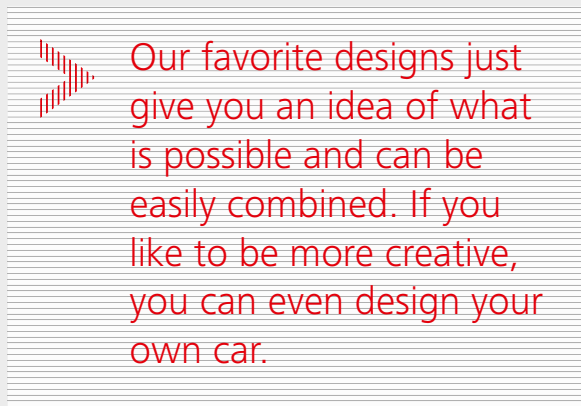 Our favorite designs just
give you an idea of what
is possible and can be
easily combined. If you
like to be more creative,
you can even design your
own car.